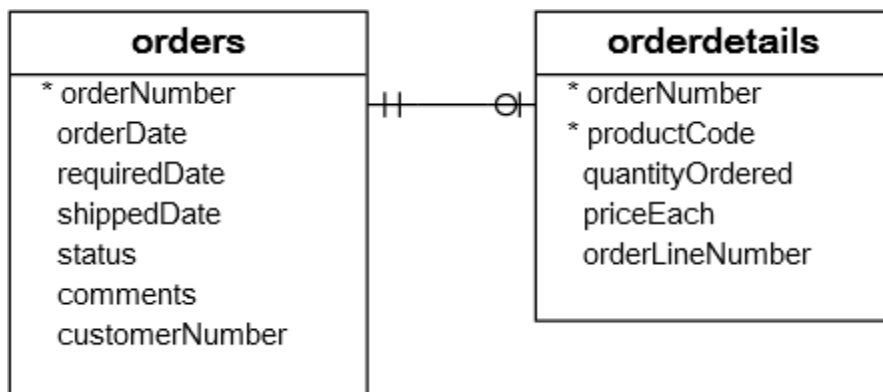 orders
* orderNumber
orderDate
requiredDate
shippedDate
status
comments
customerNumber
orderdetails
* orderNumber
* productCode
quantityOrdered
priceEach
orderLineNumber